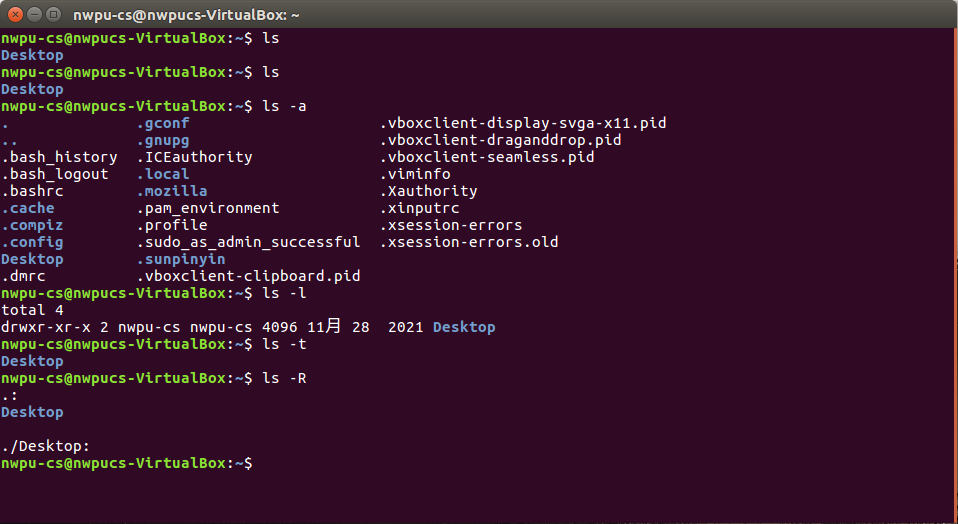 nwpu-cs@nwpucs-VirtualBox: ~
nwpu-cs@nwpucs-VirtualBox:~$ ls
Desktop
nwpu-cs@nwpucs-VirtualBox:~$ ls
Desktop
nwpu-cs@nwpucs-VirtualBox:~$ ls -a
.              .gconf                     .vboxclient-display-svga-x11.pid
..             .gnupg                     .vboxclient-draganddrop.pid
.bash_history  .ICEauthority              .vboxclient-seamless.pid
.bash_logout   .local                     .viminfo
.bashrc        .mozilla                   .Xauthority
.cache         .pam_environment           .xinputrc
.compiz        .profile                   .xsession-errors
.config        .sudo_as_admin_successful  .xsession-errors.old
Desktop        .sunpinyin
.dmrc          .vboxclient-clipboard.pid
nwpu-cs@nwpucs-VirtualBox:~$ ls -l
total 4
drwxr-xr-x 2 nwpu-cs nwpu-cs 4096 11月 28  2021 Desktop
nwpu-cs@nwpucs-VirtualBox:~$ ls -t
Desktop
nwpu-cs@nwpucs-VirtualBox:~$ ls -R
.:
Desktop

./Desktop:
nwpu-cs@nwpucs-VirtualBox:~$